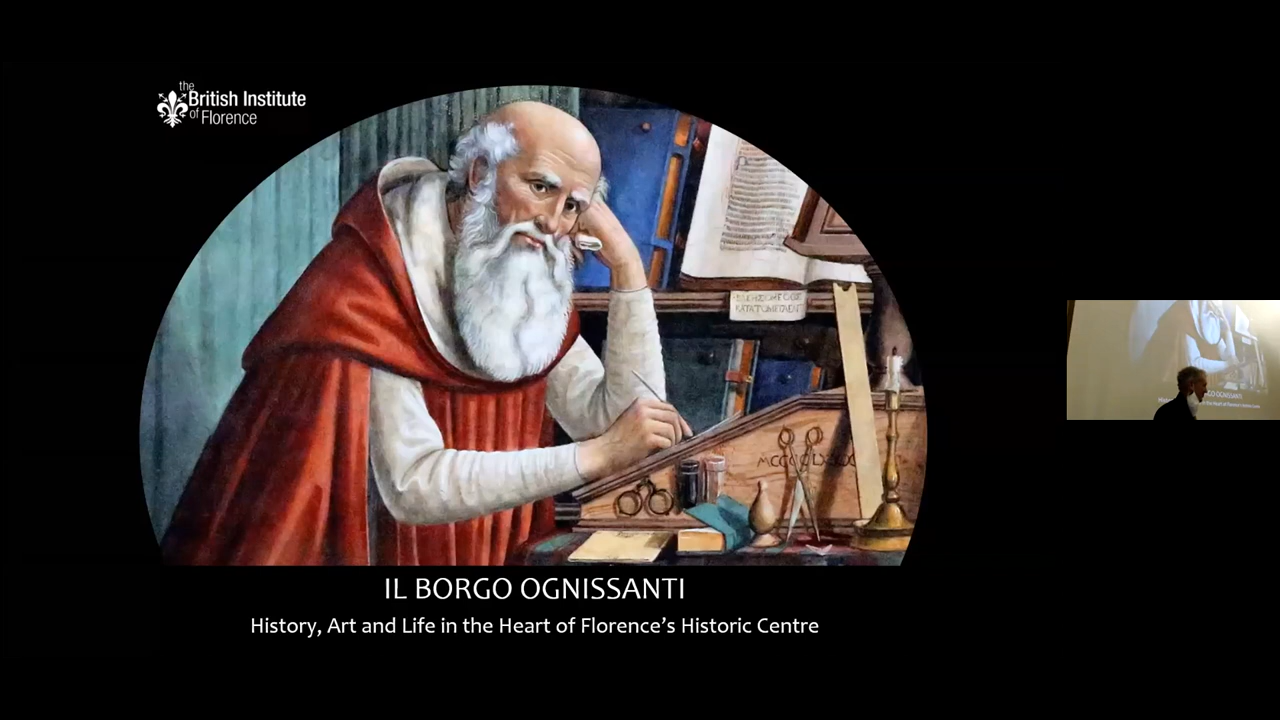 the
British Institute
of Florence
MCCCCLXXX
IL BORGO OGNISSANTI
History, Art and Life in the Heart of Florence's Historic Centre